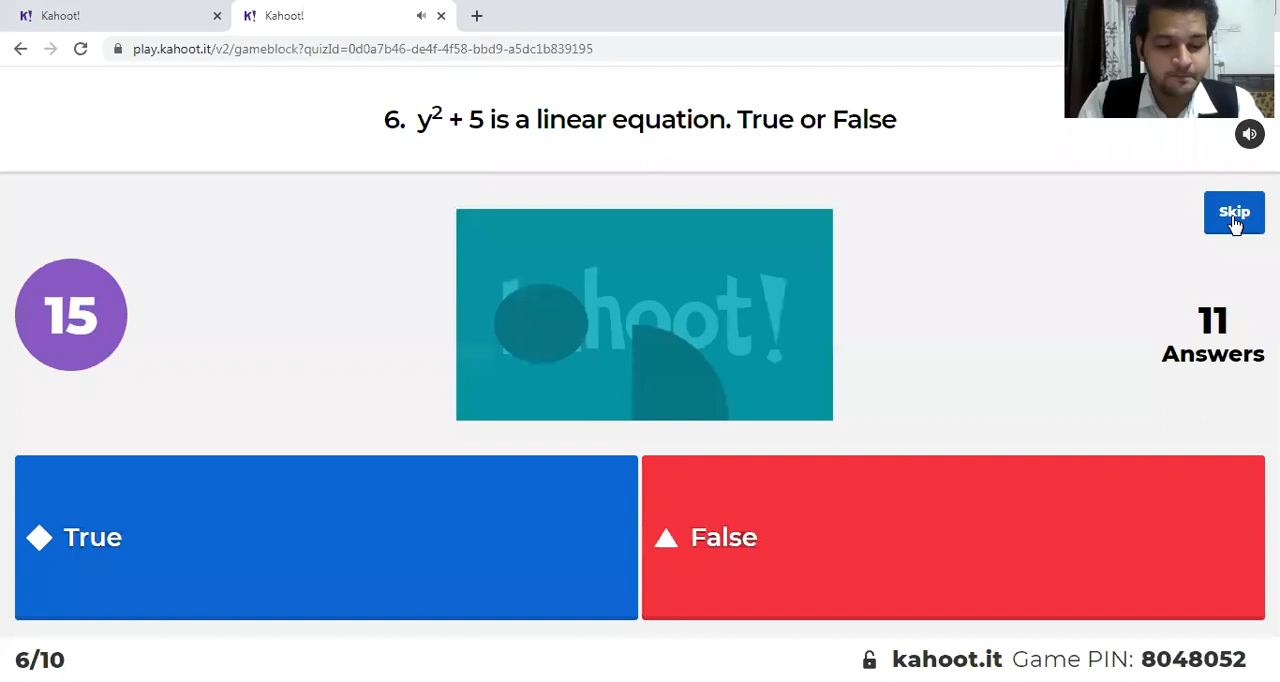 Kahoot!
Kahoot!
play.kahoot.it/v2/gameblock?quizId=0d0a7b46-de4f-4f58-bbd9-a5dc1b839195
6. y² + 5 is a linear equation. True or False
Skip
15
11
Answers
True
False
6/10
kahoot.it Game PIN: 8048052